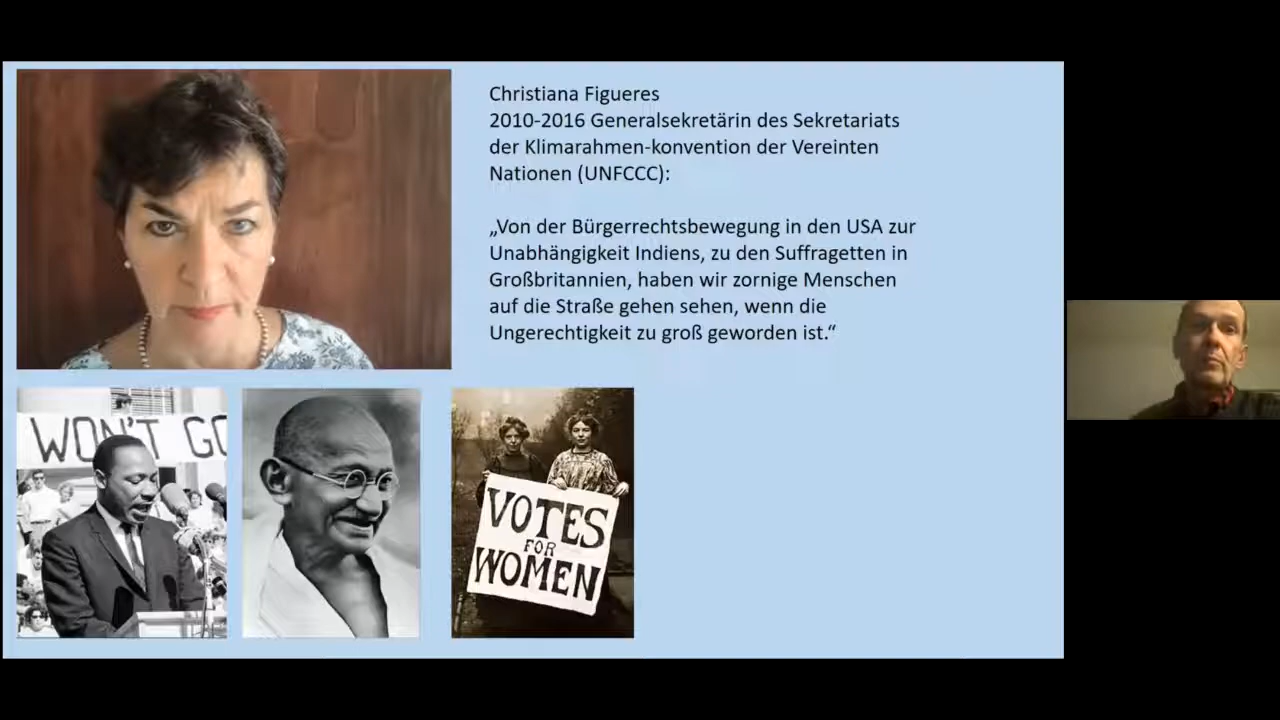 Christiana Figueres
2010-2016 Generalsekretärin des Sekretariats
der Klimarahmen-konvention der Vereinten
Nationen (UNFCCC):
„Von der Bürgerrechtsbewegung in den USA zur
Unabhängigkeit Indiens, zu den Suffragetten in
Großbritannien, haben wir zornige Menschen
auf die Straße gehen sehen, wenn die
Ungerechtigkeit zu groß geworden ist.“
WON'T GO
VOTES
FOR
WOMEN